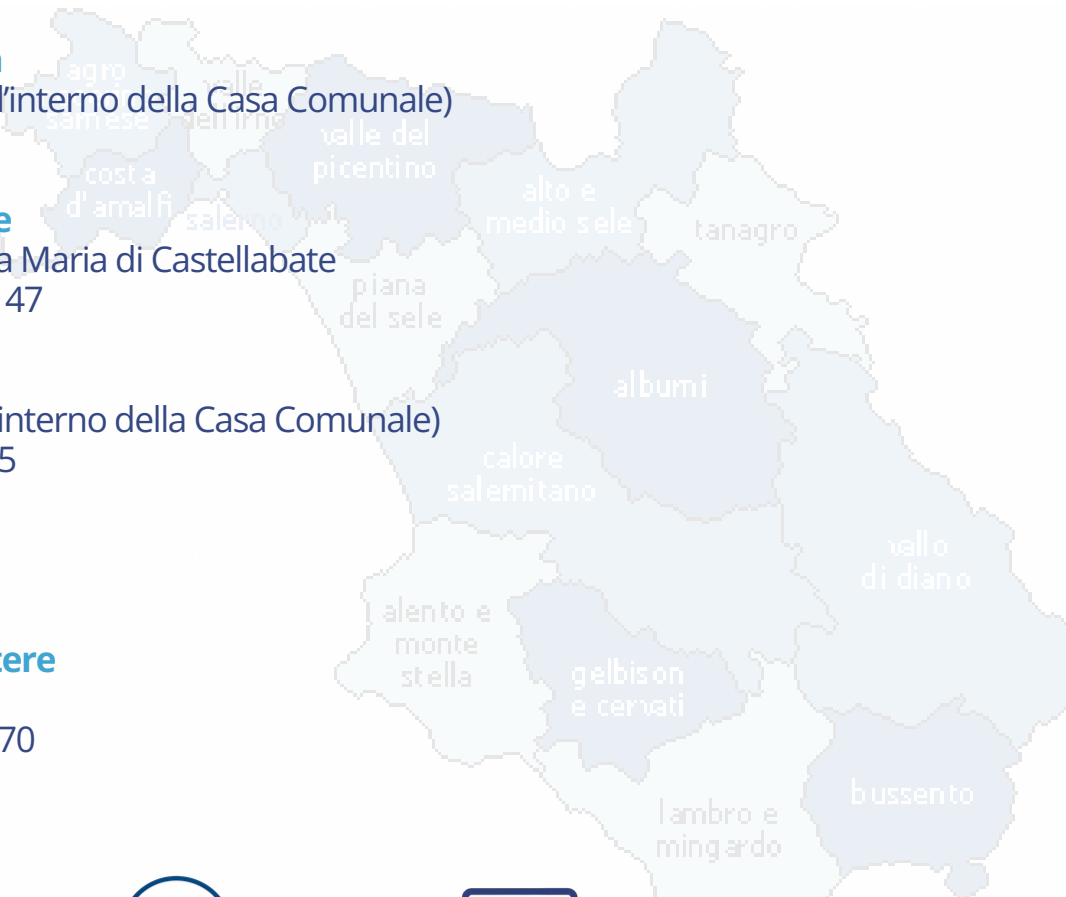 l'interno della Casa Comunale)
e
a Maria di Castellabate
47
interno della Casa Comunale)
5
tere
70
agro
sarnese
valle
dell'irno
valle del
picentino
costa
d'amalfi
salerno
alto e
medio sele
tanagro
piana
del sele
alburni
calore
salernitano
vallo
di diano
alento e
monte
stella
gelbison
e cervati
bussento
lambro e
mingardo